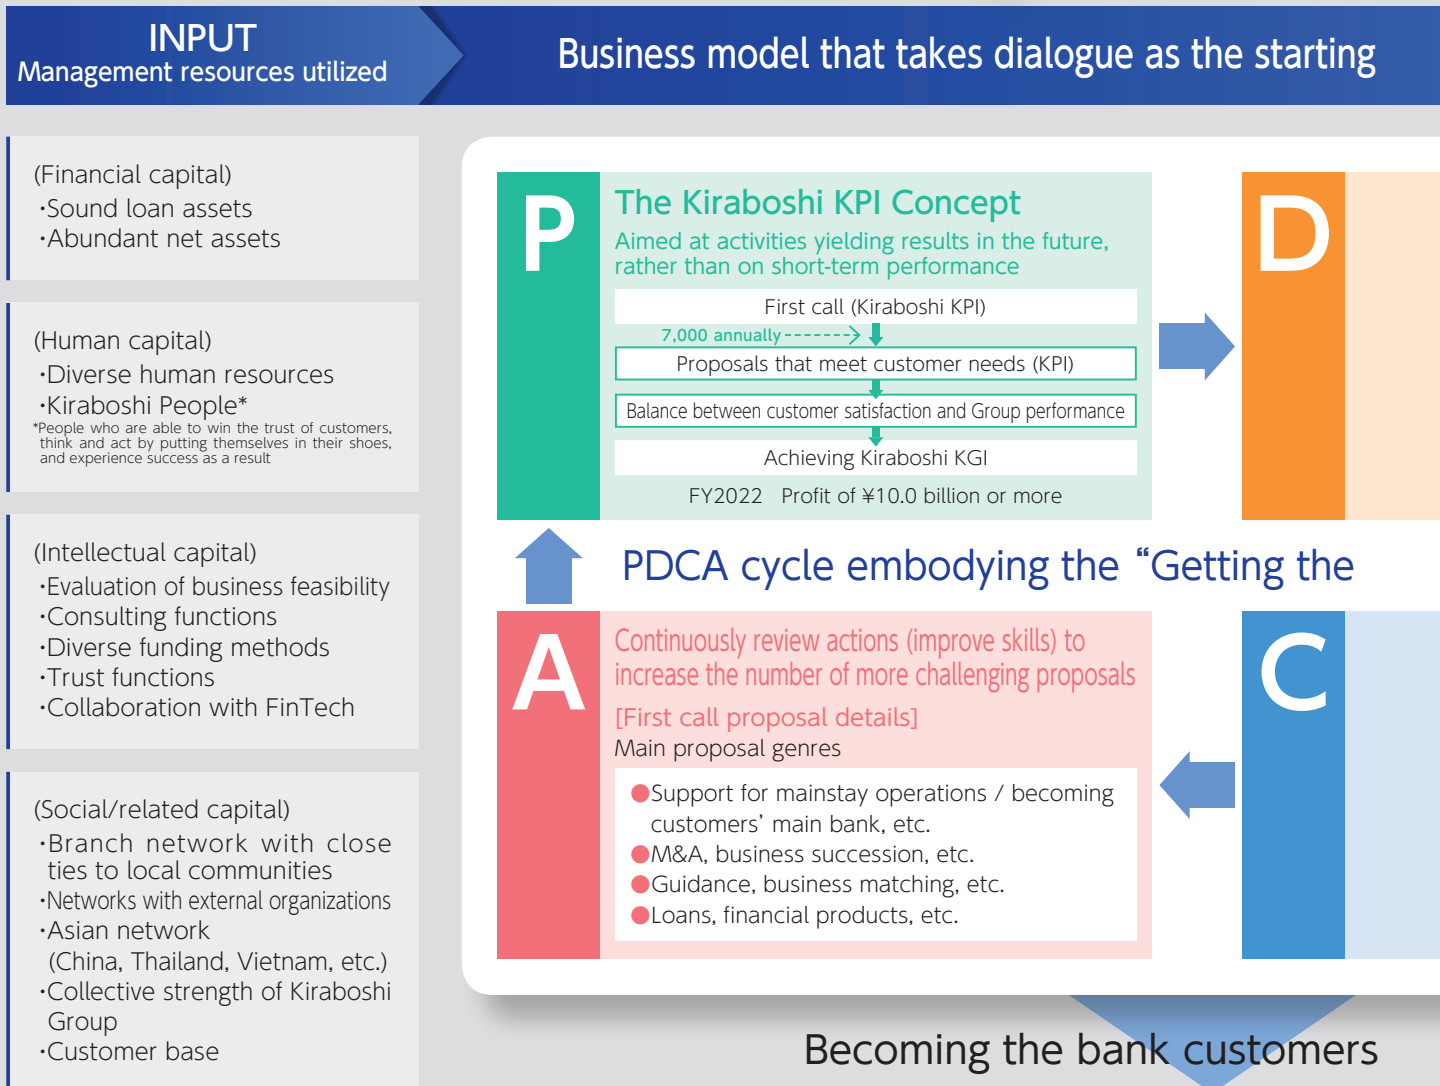 INPUT
Management resources utilized
Business model that takes dialogue as the starting
(Financial capital)
・Sound loan assets
・Abundant net assets
(Human capital)
・Diverse human resources
・Kiraboshi People*
*People who are able to win the trust of customers,
think and act by putting themselves in their shoes,
and experience success as a result
(Intellectual capital)
・Evaluation of business feasibility
・Consulting functions
・Diverse funding methods
・Trust functions
・Collaboration with FinTech
(Social/related capital)
・Branch network with close
ties to local communities
・Networks with external organizations
・Asian network
(China, Thailand, Vietnam, etc.)
・Collective strength of Kiraboshi
Group
・Customer base
P
The Kiraboshi KPI Concept
Aimed at activities yielding results in the future,
rather than on short-term performance
First call (Kiraboshi KPI)
7,000 annually
Proposals that meet customer needs (KPI)
Balance between customer satisfaction and Group performance
Achieving Kiraboshi KGI
FY2022 Profit of ¥10.0 billion or more
D
PDCA cycle embodying the “Getting the
A
Continuously review actions (improve skills) to
increase the number of more challenging proposals
[First call proposal details]
Main proposal genres
●Support for mainstay operations / becoming
customers’ main bank, etc.
●M&A, business succession, etc.
●Guidance, business matching, etc.
●Loans, financial products, etc.
C
Becoming the bank customers